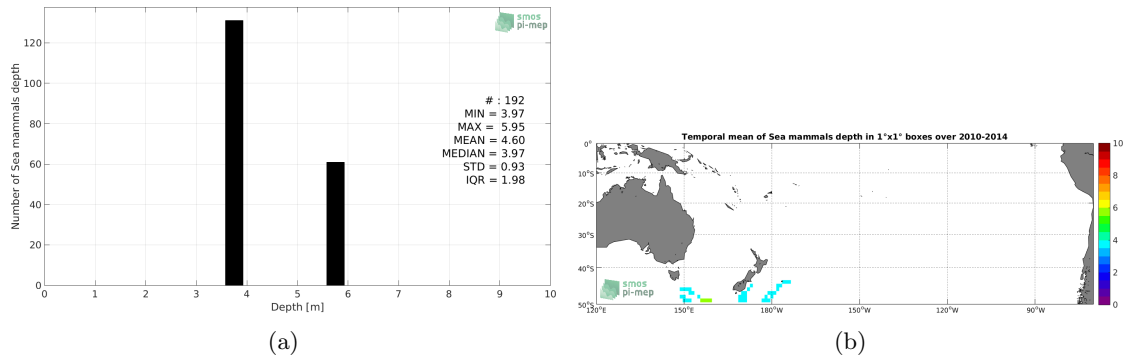 smos
pi-mep
Number of Sea mammals depth
120
100
80
60
40
20
0
# : 192
MIN = 3.97
MAX = 5.95
MEAN = 4.60
MEDIAN = 3.97
STD = 0.93
IQR = 1.98
0 1 2 3 4 5 6 7 8 9 10
Depth [m]
(a)
Temporal mean of Sea mammals depth in 1°x1° boxes over 2010-2014
0°
10°S
20°S
30°S
40°S
50°S
120°E 150°E 180°W 150°W 120°W 90°W
smos
pi-mep
10
8
6
4
2
0
(b)